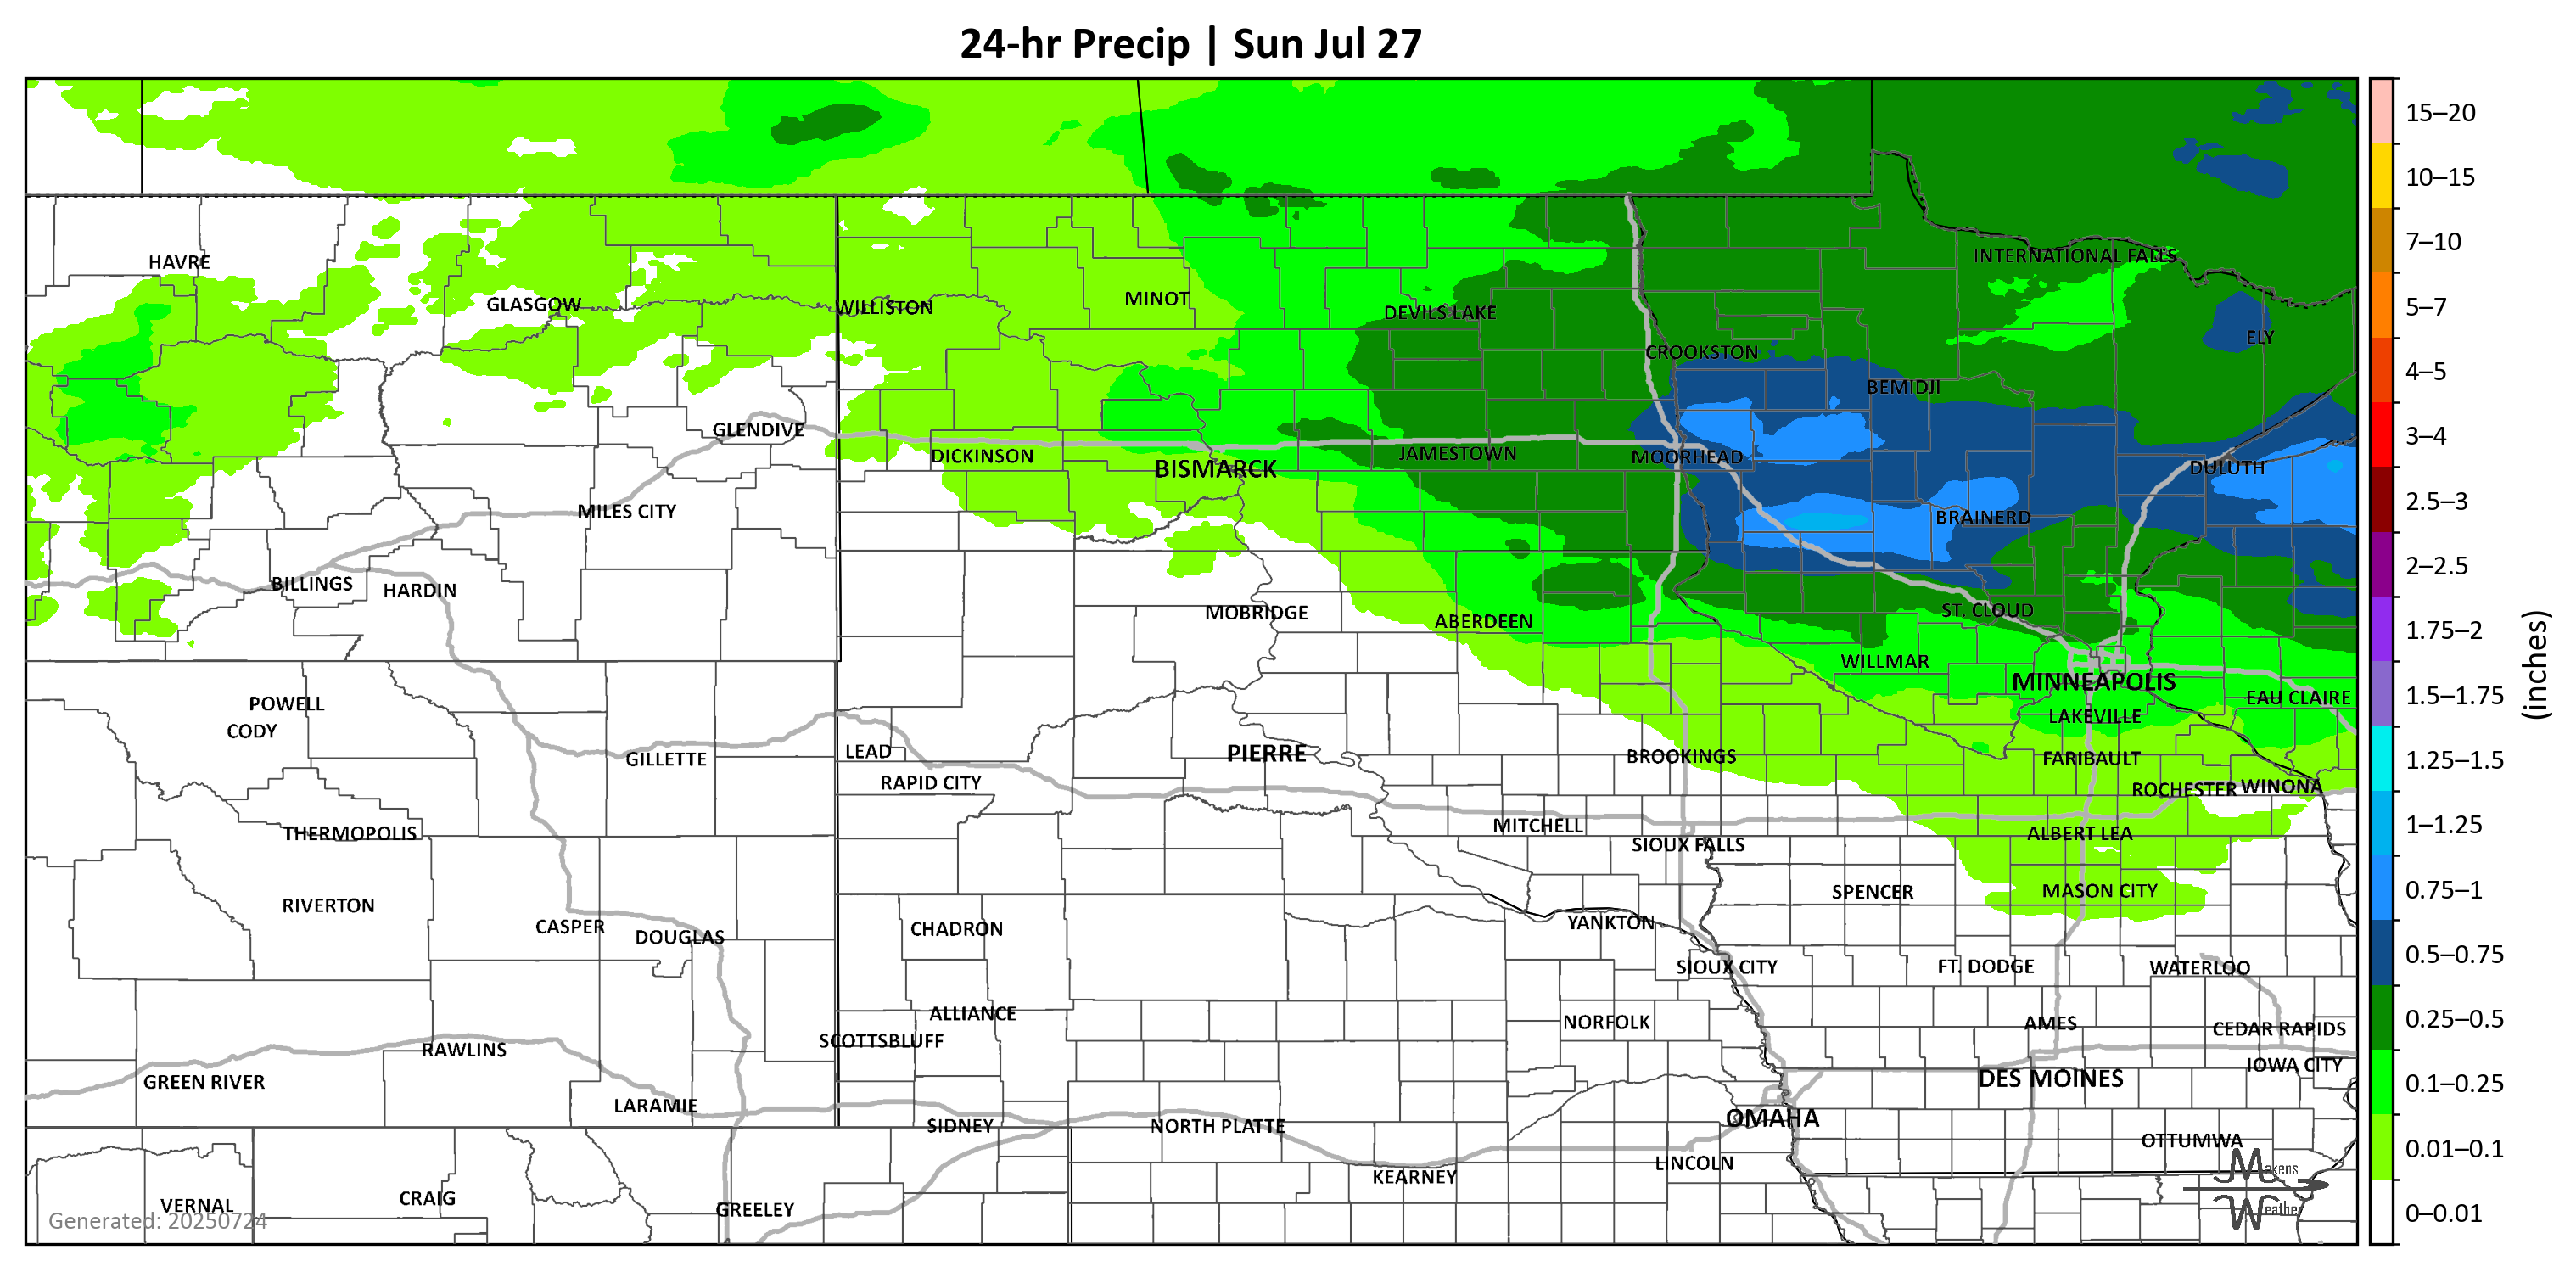 24-hr Precip | Sun Jul 27
15–20
10–15
INTERNATIONAL FALLS
7–10
HAVRE
MINOT
GLASGOW
WILLISTON
DEVILS LAKE
5–7
ELY
CROOKSTON
4–5
BEMIDJI
GLENDIVE
3–4
DICKINSON
JAMESTOWN
MOORHEAD
BISMARCK
DULUTH
2.5–3
MILES CITY
BRAINERD
2–2.5
BILLINGS
HARDIN
MOBRIDGE
ABERDEEN
ST. CLOUD
1.75–2
WILLMAR
(inches)
MINNEAPOLIS
EAU CLAIRE
1.5–1.75
POWELL
LAKEVILLE
CODY
LEAD
PIERRE
BROOKINGS
GILLETTE
FARIBAULT
1.25–1.5
RAPID CITY
ROCHESTER
WINONA
MITCHELL
1–1.25
THERMOPOLIS
ALBERT LEA
SIOUX FALLS
SPENCER
MASON CITY
0.75–1
RIVERTON
CASPER
CHADRON
YANKTON
DOUGLAS
0.5–0.75
SIOUX CITY
FT. DODGE
WATERLOO
ALLIANCE
NORFOLK
AMES
0.25–0.5
CEDAR RAPIDS
SCOTTSBLUFF
RAWLINS
IOWA CITY
GREEN RIVER
DES MOINES
0.1–0.25
LARAMIE
OMAHA
SIDNEY
NORTH PLATTE
OTTUMWA
0.01–0.1
LINCOLN
KEARNEY
Makens
Weather
VERNAL
CRAIG
GREELEY
0–0.01
Generated: 20250724